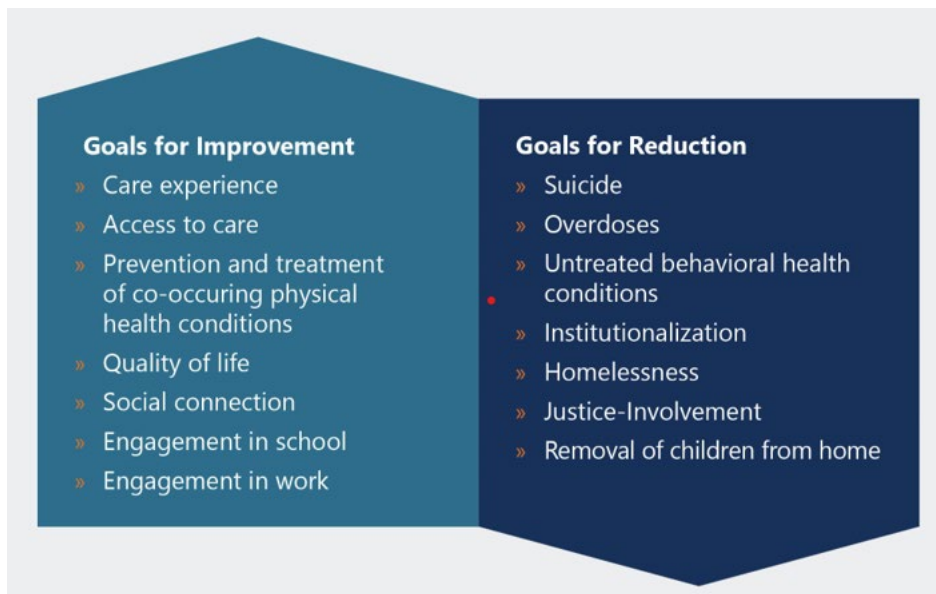 Goals for Improvement
» Care experience
» Access to care
» Prevention and treatment
of co-occuring physical
health conditions
» Quality of life
» Social connection
» Engagement in school
» Engagement in work
Goals for Reduction
» Suicide
» Overdoses
» Untreated behavioral health
conditions
» Institutionalization
» Homelessness
» Justice-Involvement
» Removal of children from home